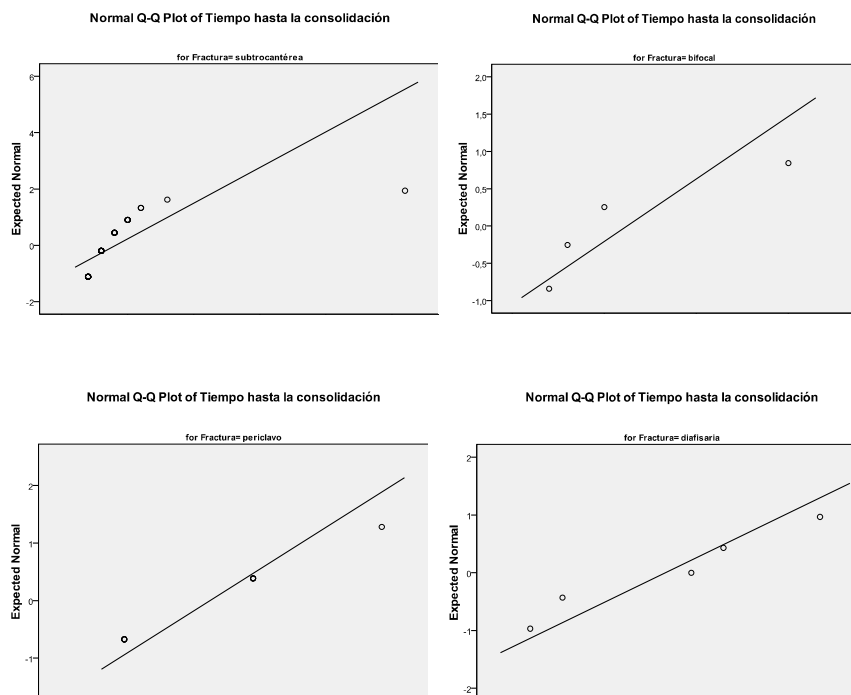 Normal Q-Q Plot of Tiempo hasta la consolidación
for Fractura= subtrocantérea
Expected Normal
6
4
2
0
-2
Normal Q-Q Plot of Tiempo hasta la consolidación
for Fractura= bifocal
Expected Normal
2,0
1,5
1,0
0,5
0,0
-0,5
-1,0
Normal Q-Q Plot of Tiempo hasta la consolidación
for Fractura= periclavo
Expected Normal
2
1
0
-1
Normal Q-Q Plot of Tiempo hasta la consolidación
for Fractura= diafisaria
Expected Normal
2
1
0
-1
-2